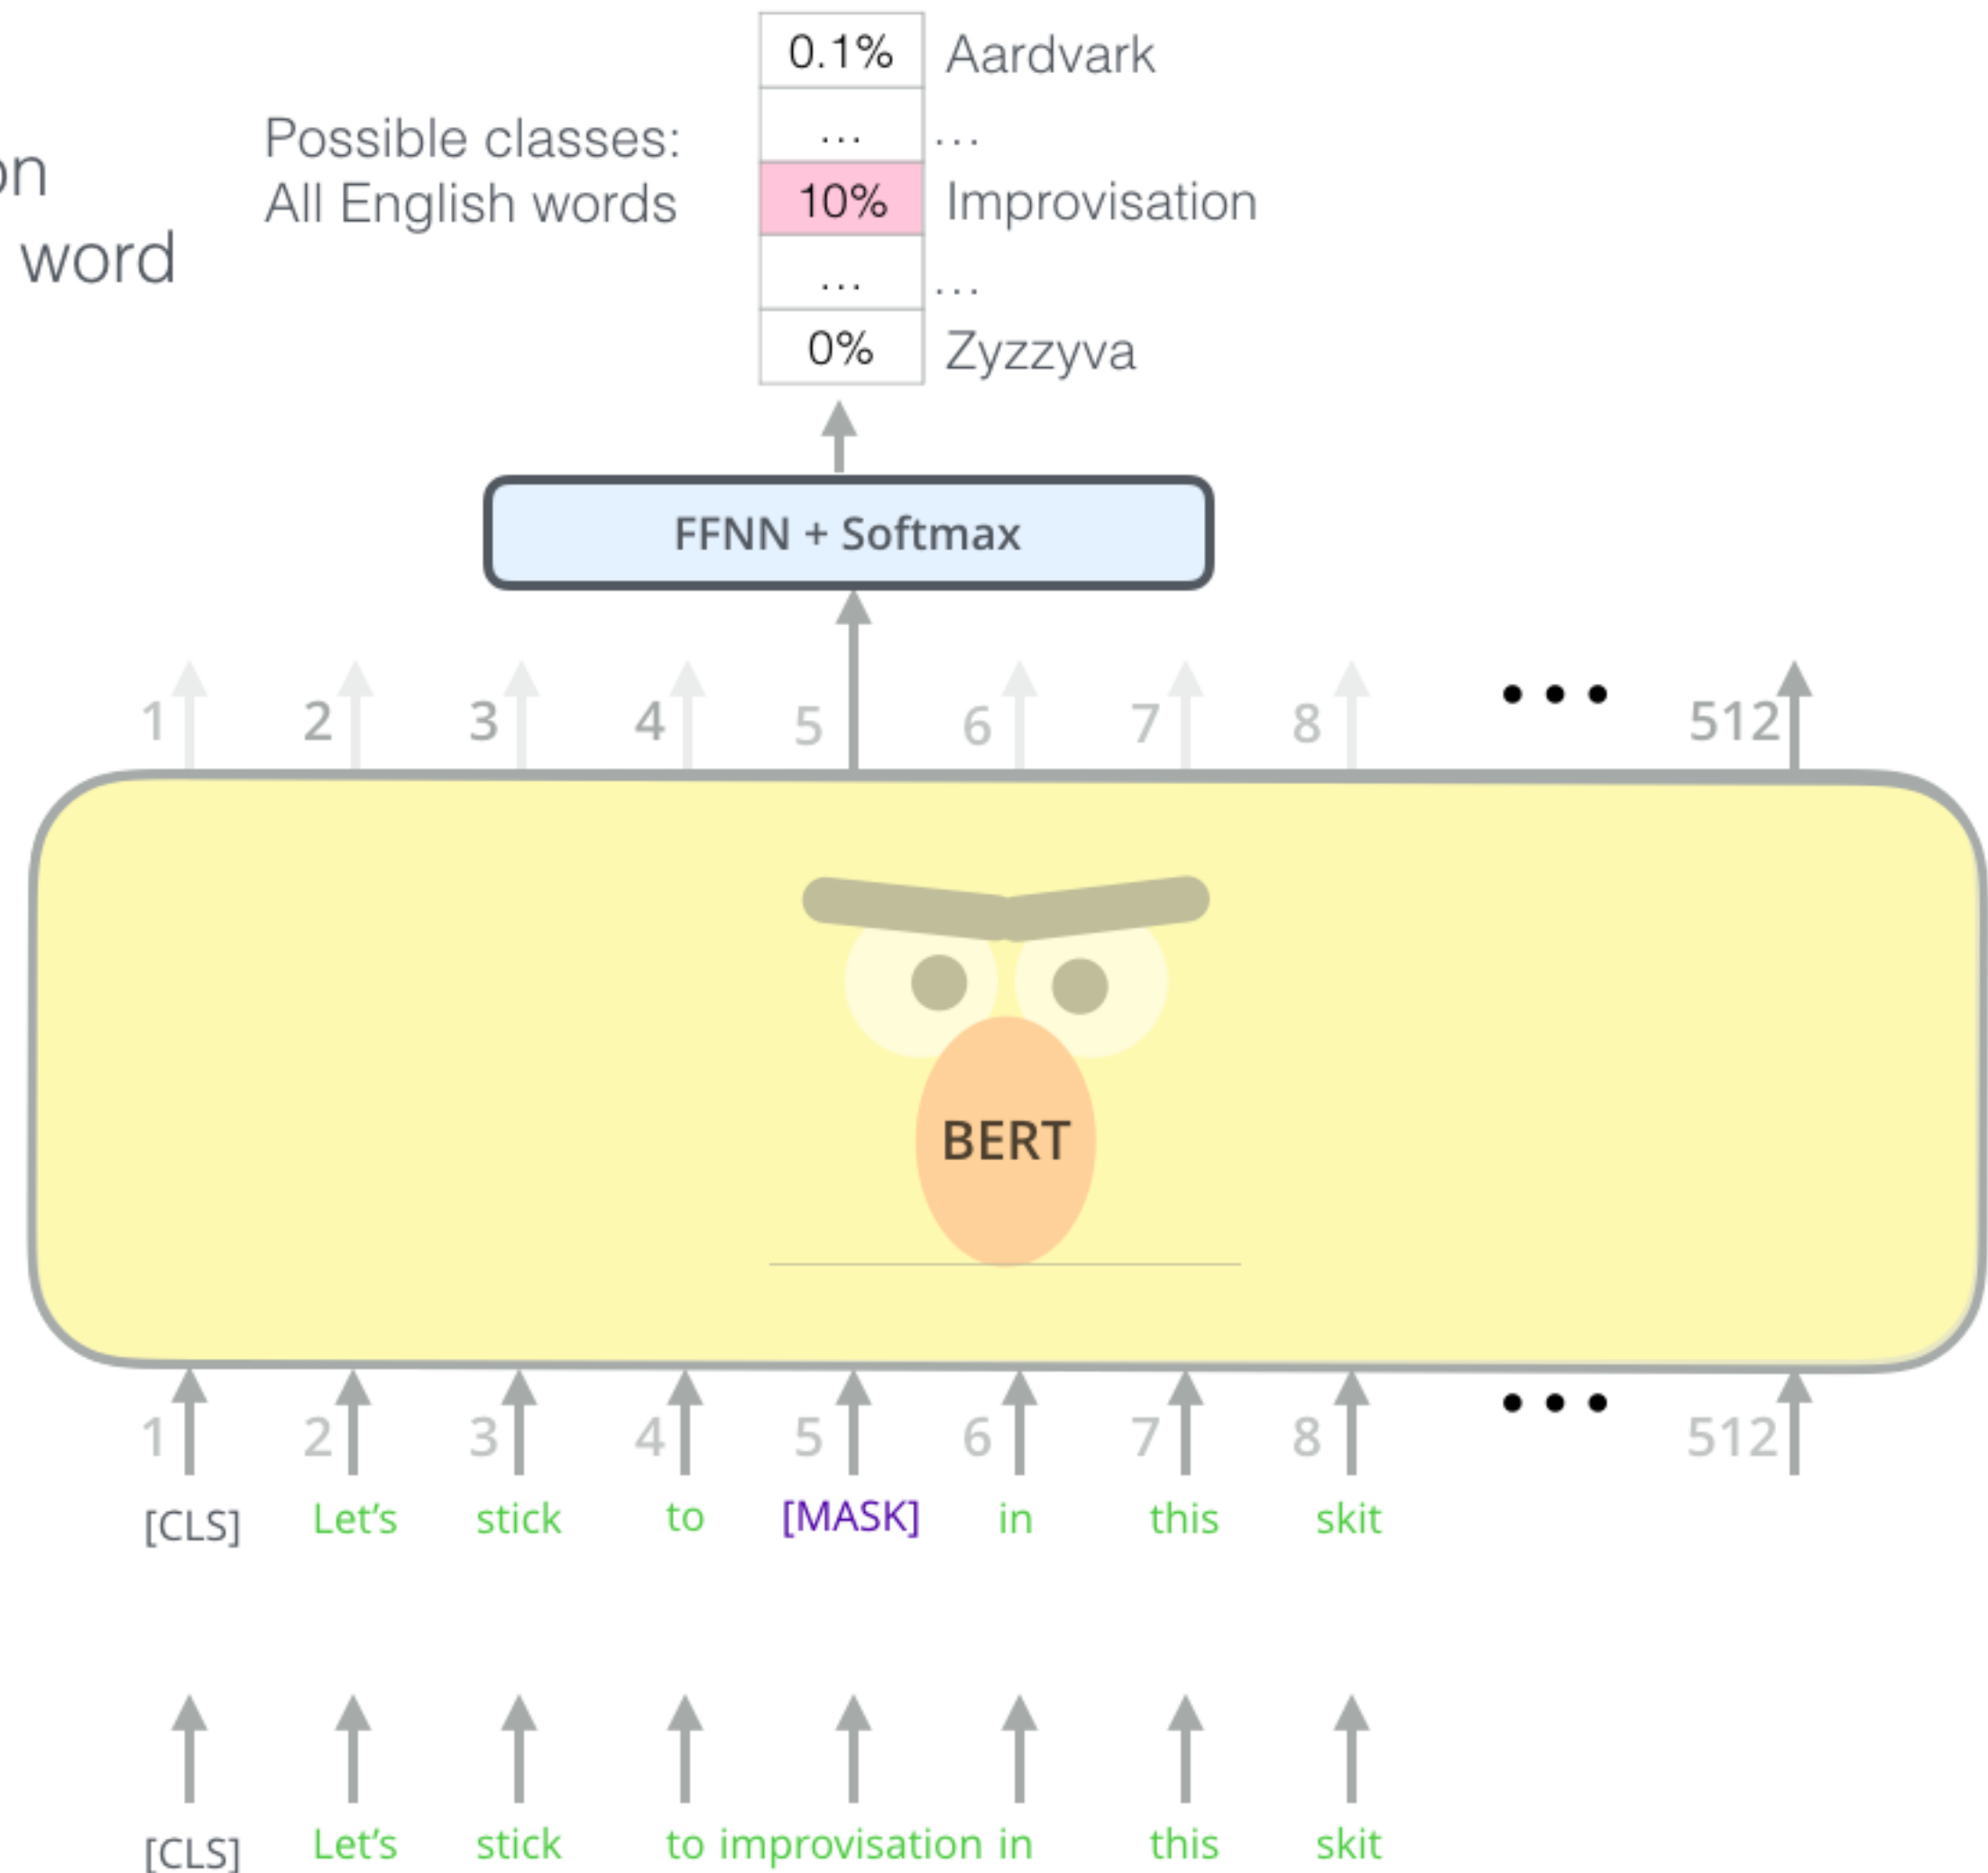 0.1% Aardvark
... ...
Possible classes:
All English words
10% Improvisation
... ...
0% Zyzzyva
on
word
FFNN + Softmax
1 2 3 4 5 6 7 8 ... 512
BERT
1 2 3 4 5 6 7 8 ... 512
[CLS] Let's stick to [MASK] in this skit
[CLS] Let's stick to improvisation in this skit